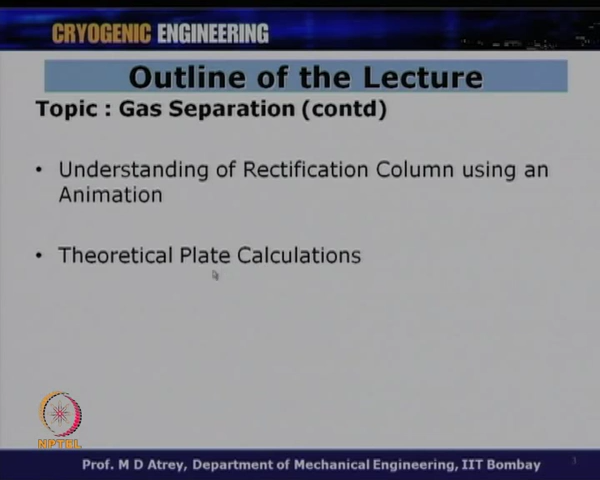 CRYOGENIC ENGINEERING
Outline of the Lecture
Topic : Gas Separation (contd)
• Understanding of Rectification Column using an
Animation
• Theoretical Plate Calculations
NPTEL
Prof. M D Atrey, Department of Mechanical Engineering, IIT Bombay
3